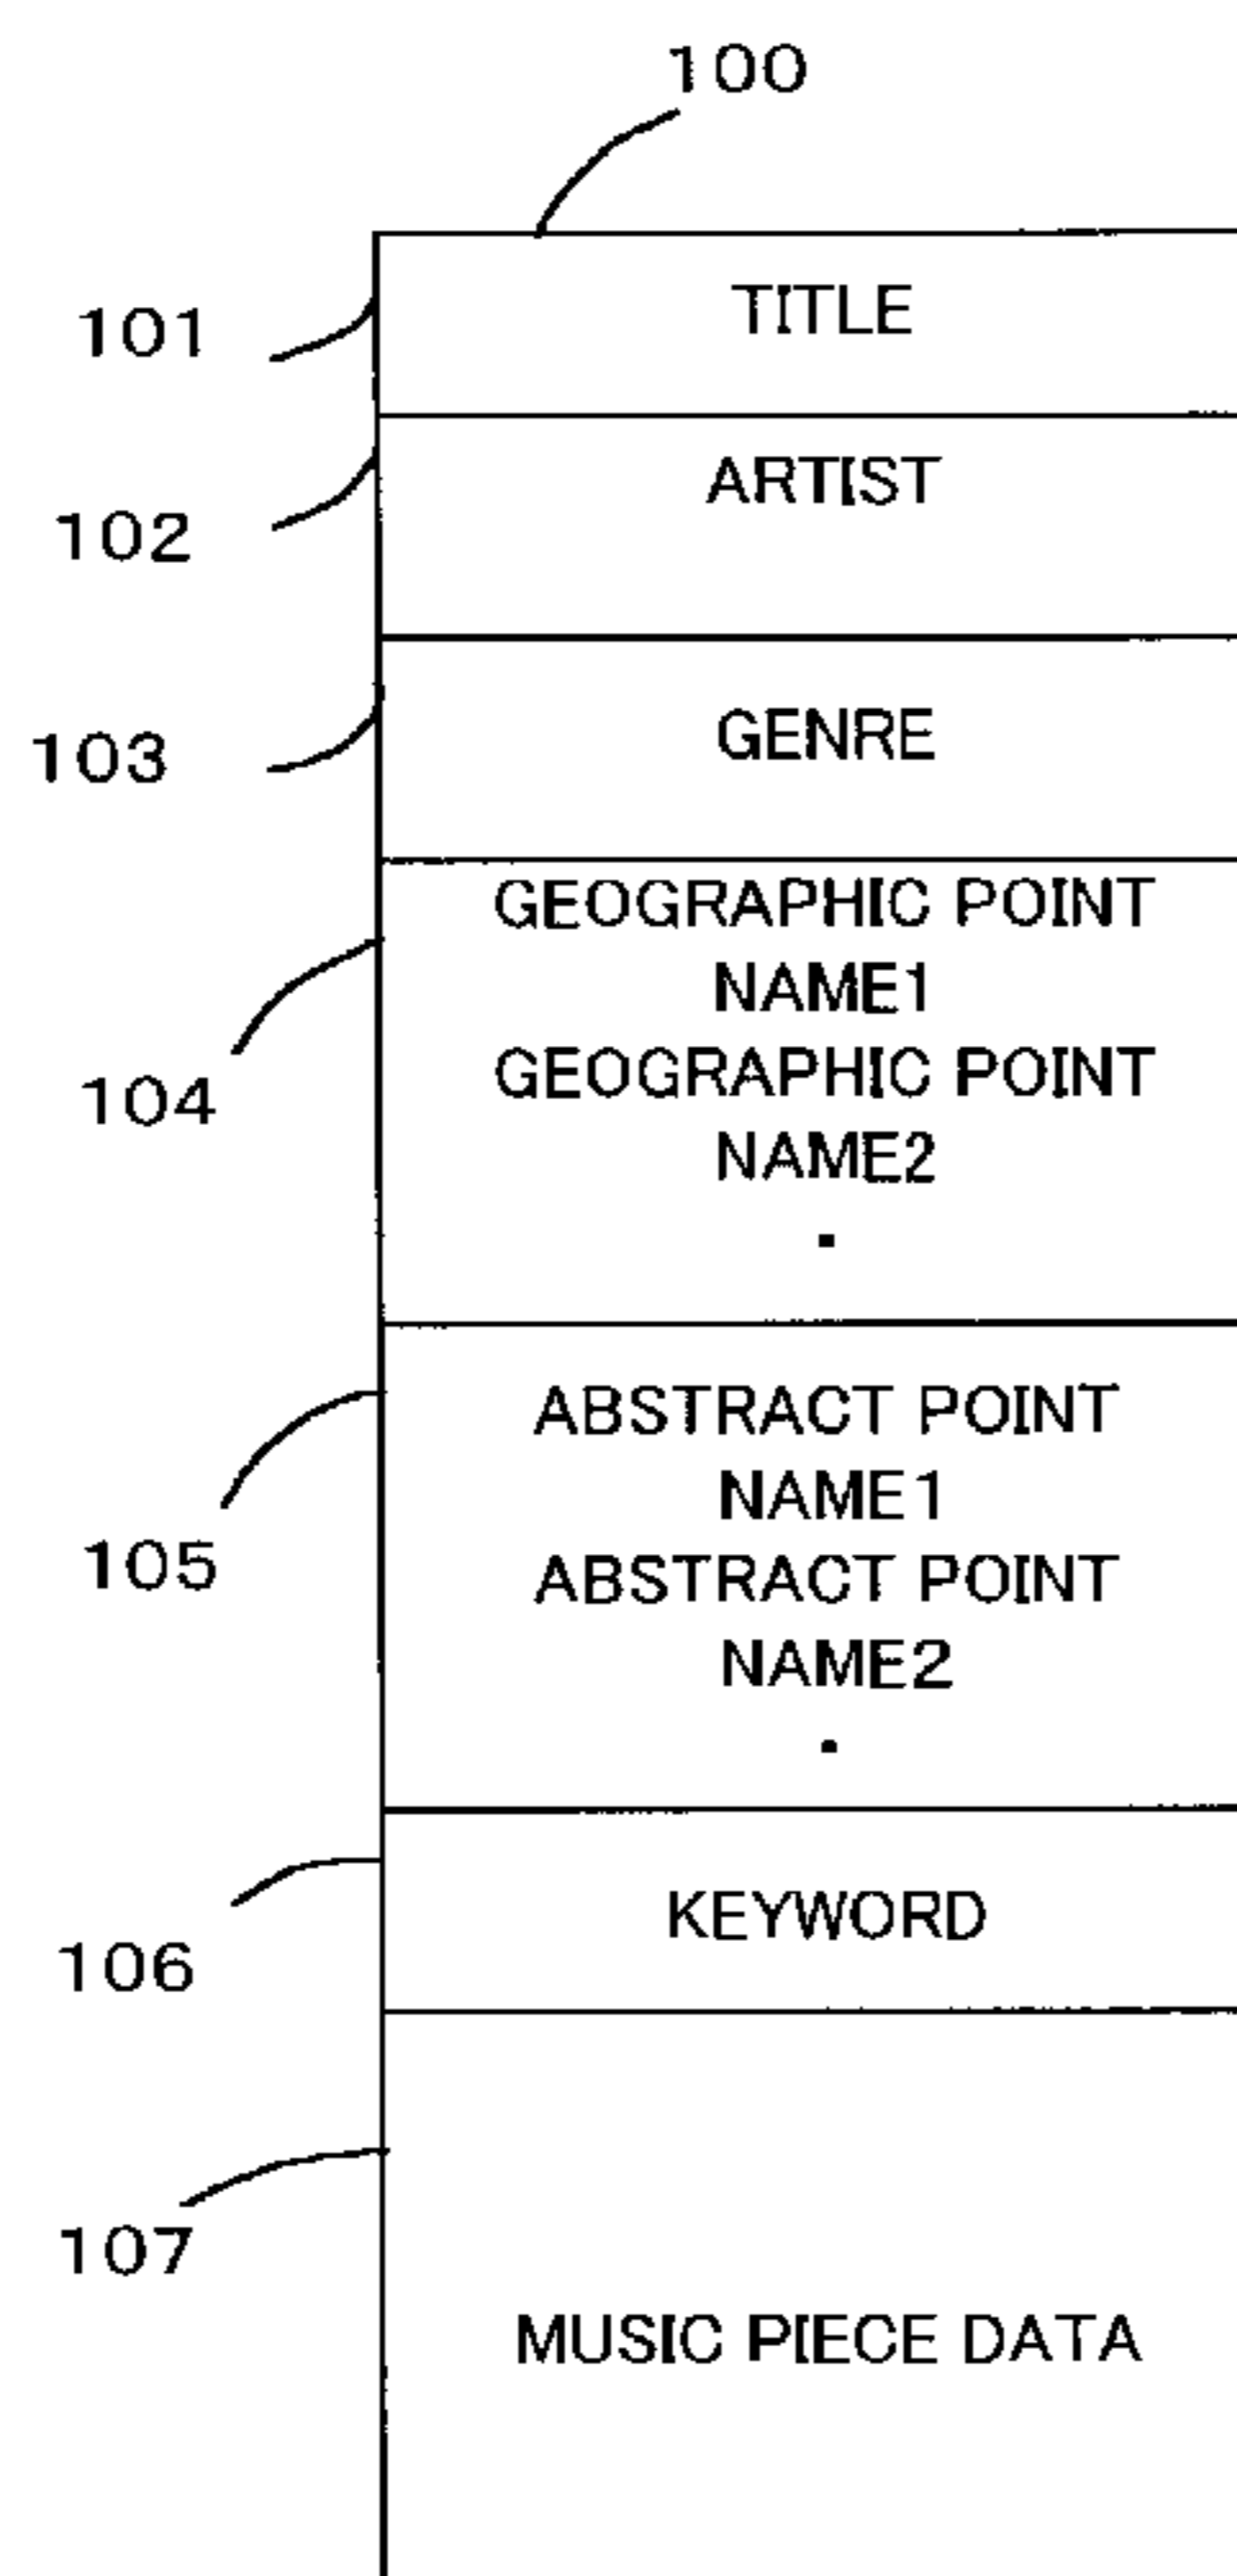 100
101
TITLE
102
ARTIST
103
GENRE
104
GEOGRAPHIC POINT
NAME1
GEOGRAPHIC POINT
NAME2
.
105
ABSTRACT POINT
NAME1
ABSTRACT POINT
NAME2
.
106
KEYWORD
107
MUSIC PIECE DATA